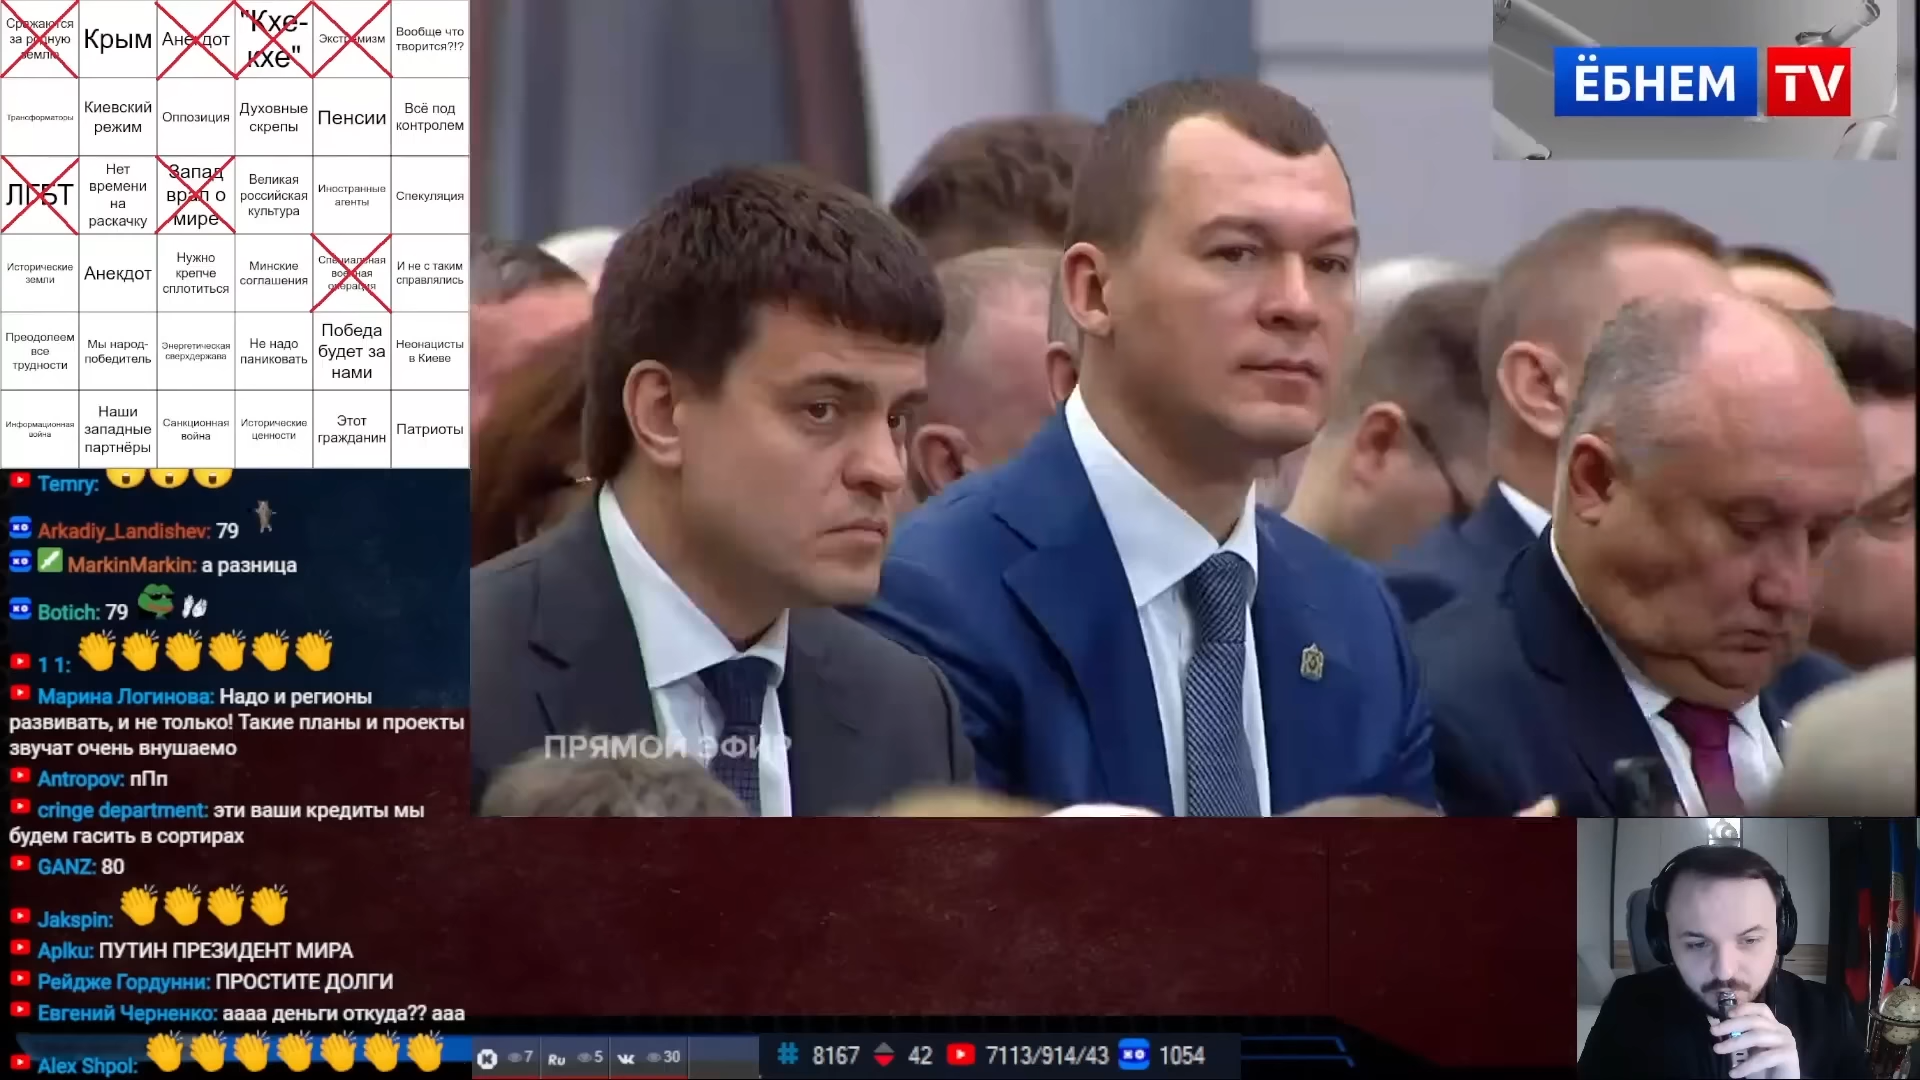 Сражаются
за родную
землю
Крым
Анекдот
"Кхе-
кхе"
Экстремизм
Вообще что
творится?!?
Трансформаторы
Киевский
режим
Оппозиция
Духовные
скрепы
Пенсии
Всё под
контролем
ЛГБТ
Нет
времени
на
раскачку
Запад
врал о
мире
Великая
российская
культура
Иностранные
агенты
Спекуляция
Исторические
земли
Анекдот
Нужно
крепче
сплотиться
Минские
соглашения
Специальная
военная
операция
И не с таким
справлялись
Преодолеем
все
трудности
Мы народ-
победитель
Энергетическая
сверхдержава
Не надо
паниковать
Победа
будет за
нами
Неонацисты
в Киеве
Информационная
война
Наши
западные
партнёры
Санкционная
война
Исторические
ценности
Этот
гражданин
Патриоты
ЁБНЕМ TV
ПРЯМОЙ ЭФИР
Temry:
Arkadiy_Landishev: 79
MarkinMarkin: а разница
Botich: 79
1 1:
Марина Логинова: Надо и регионы
развивать, и не только! Такие планы и проекты
звучат очень внушаемо
Antropov: пПп
cringe department: эти ваши кредиты мы
будем гасить в сортирах
GANZ: 80
Jakspin:
Aplku: ПУТИН ПРЕЗИДЕНТ МИРА
Рейдже Гордунни: ПРОСТИТЕ ДОЛГИ
Евгений Черненко: аааа деньги откуда?? ааа
Alex Shpol:
K 7 Ru 5 30 # 8167 42 7113/914/43 1054